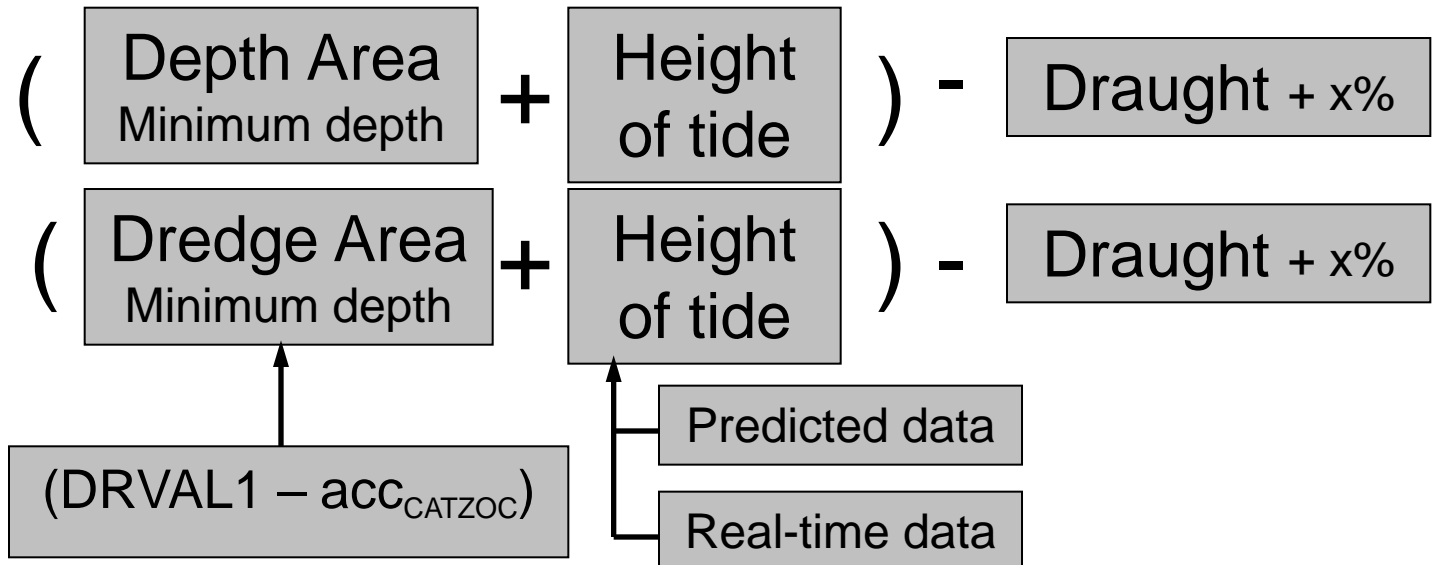 ( Depth Area + Height ) - Draught + x%
Minimum depth of tide
( Dredge Area + Height ) - Draught + x%
Minimum depth of tide
Predicted data
(DRVAL1 – accCATZOC)
Real-time data